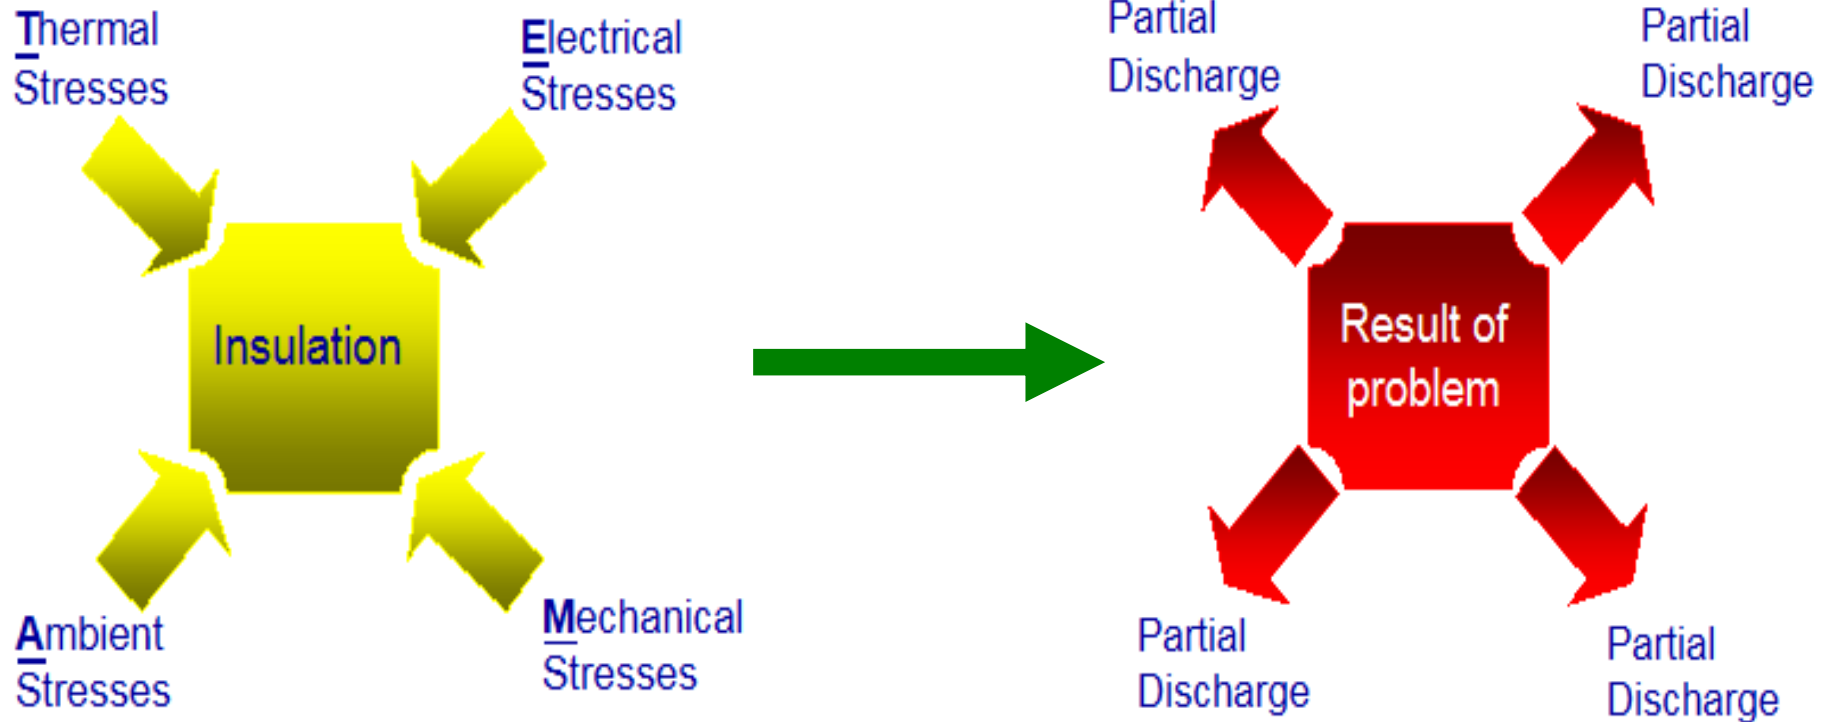 Thermal
Stresses
Electrical
Stresses
Insulation
Ambient
Stresses
Mechanical
Stresses
Partial
Discharge
Partial
Discharge
Result of
problem
Partial
Discharge
Partial
Discharge